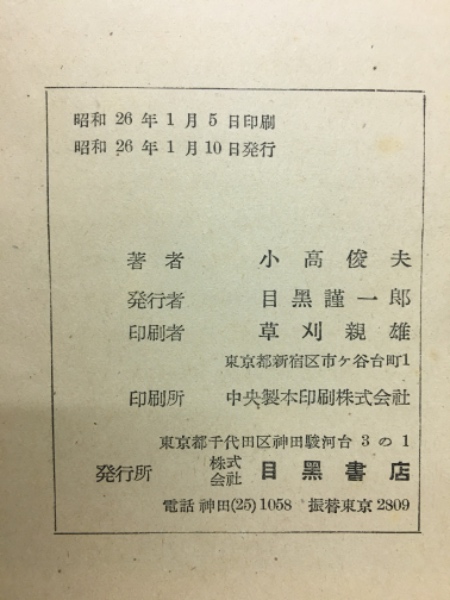 昭和 26 年 1 月 5 日印刷
昭和 26 年 1 月 10 日発行
著者 小高俊夫
発行者 目黒謹一郎
印刷者 草刈親雄
東京都新宿区市ケ谷台町1
印刷所 中央製本印刷株式会社
東京都千代田区神田駿河台 3 の 1
発行所 株式会社 目黒書店
電話 神田(25)1058 振替東京 2809